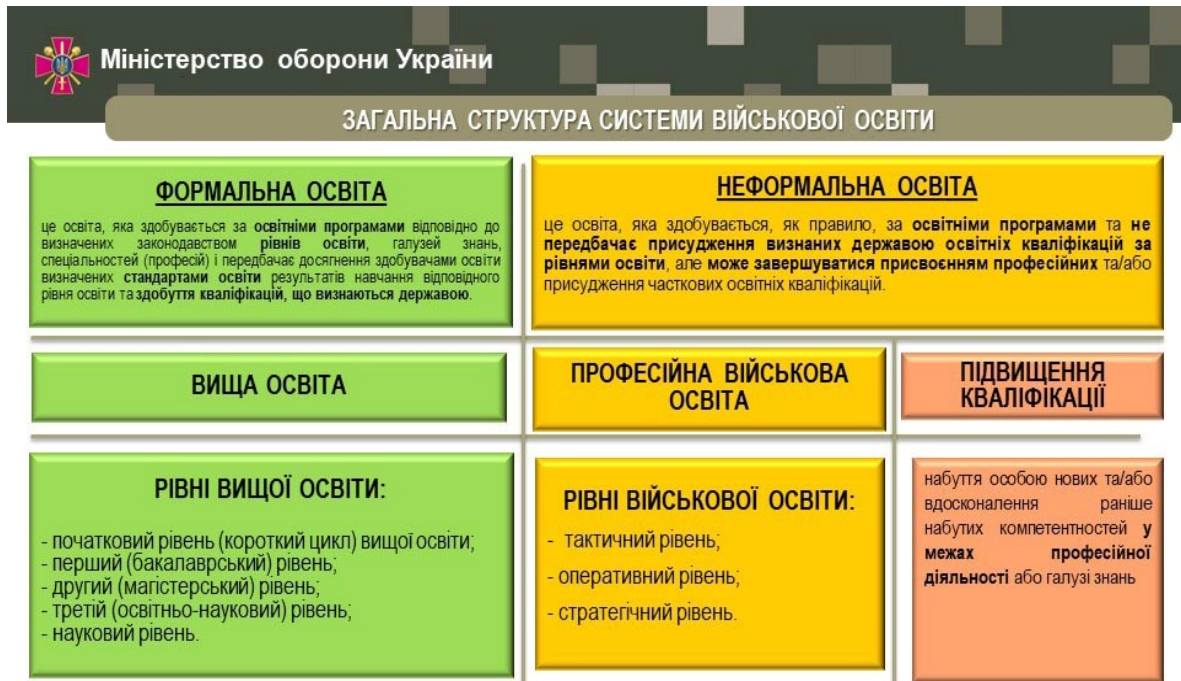 Міністерство оборони України
ЗАГАЛЬНА СТРУКТУРА СИСТЕМИ ВІЙСЬКОВОЇ ОСВІТИ
ФОРМАЛЬНА ОСВІТА
це освіта, яка здобувається за освітніми програмами відповідно до
визначених законодавством рівнів освіти, галузей знань,
спеціальностей (професій) і передбачає досягнення здобувачами освіти
визначених стандартами освіти результатів навчання відповідного
рівня освіти та здобуття кваліфікацій, що визнаються державою.
НЕФОРМАЛЬНА ОСВІТА
це освіта, яка здобувається, як правило, за освітніми програмами та не
передбачає присудження визнаних державою освітніх кваліфікацій за
рівнями освіти, але може завершуватися присвоєнням професійних та/або
присудження часткових освітніх кваліфікацій.
ВИЩА ОСВІТА
ПРОФЕСІЙНА ВІЙСЬКОВА
ОСВІТА
ПІДВИЩЕННЯ
КВАЛІФІКАЦІЇ
РІВНІ ВИЩОЇ ОСВІТИ:
- початковий рівень (короткий цикл) вищої освіти;
- перший (бакалаврський) рівень;
- другий (магістерський) рівень;
- третій (освітньо-науковий) рівень;
- науковий рівень.
РІВНІ ВІЙСЬКОВОЇ ОСВІТИ:
- тактичний рівень;
- оперативний рівень;
- стратегічний рівень.
набуття особою нових та/або
вдосконалення раніше
набутих компетентностей у
межах професійної
діяльності або галузі знань